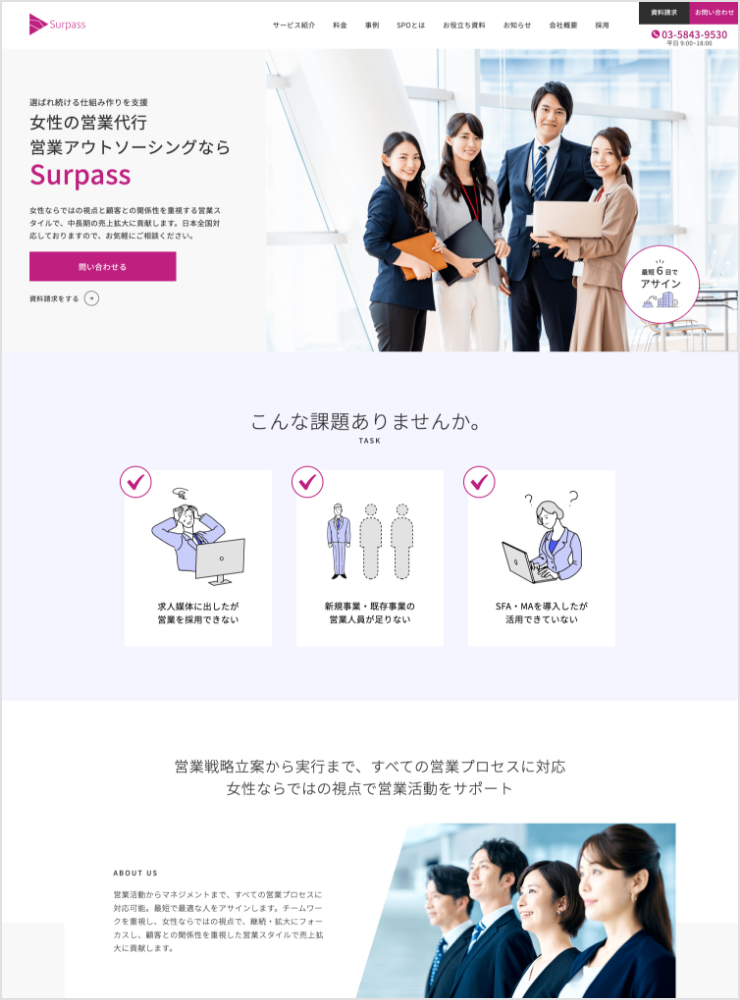 Surpass
サービス紹介 料金 事例 SPOとは お役立ち資料 お知らせ 会社概要 採用
資料請求 お問い合わせ
03-5843-9530
平日 9:00~18:00
選ばれ続ける仕組み作りを支援
女性の営業代行
営業アウトソーシングなら
Surpass
女性ならではの視点と顧客との関係性を重視する営業ス
タイルで、中長期の売上拡大に貢献します。日本全国対
応しておりますので、お気軽にご相談ください。
問い合わせる
資料請求をする
最短6日で
アサイン
こんな課題ありませんか。
TASK
求人媒体に出したが
営業を採用できない
新規事業・既存事業の
営業人員が足りない
SFA・MAを導入したが
活用できていない
営業戦略立案から実行まで、すべての営業プロセスに対応
女性ならではの視点で営業活動をサポート
ABOUT US
営業活動からマネジメントまで、すべての営業プロセスに
対応可能。最短で最適な人をアサインします。チームワー
クを重視し、女性ならではの視点で、継続・拡大にフォー
カスし、顧客との関係性を重視した営業スタイルで売上拡
大に貢献します。